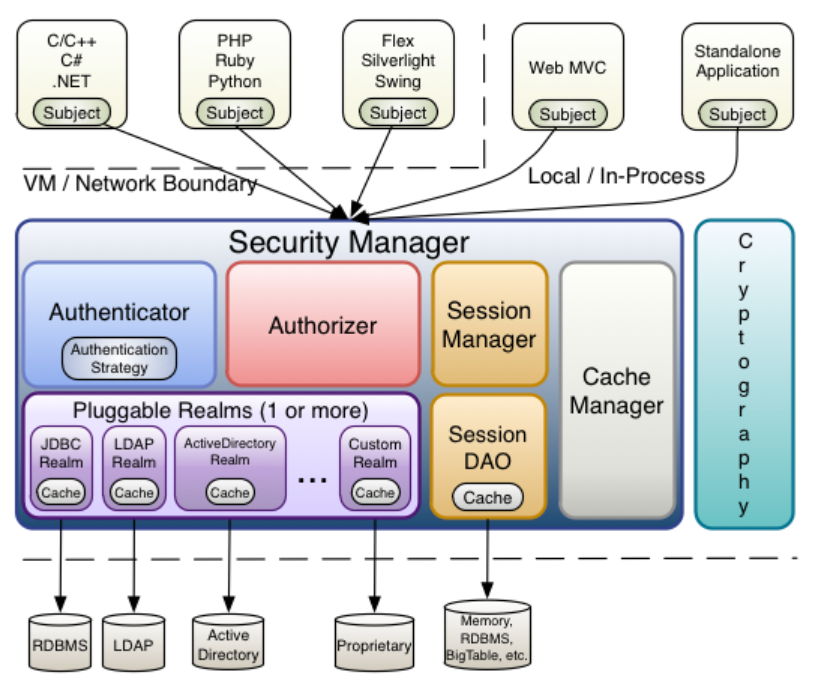 C/C++
C#
.NET
Subject
PHP
Ruby
Python
Subject
Flex
Silverlight
Swing
Subject
Web MVC
Subject
Standalone
Application
Subject
VM / Network Boundary
Local / In-Process
Security Manager
Authenticator
Authentication
Strategy
Authorizer
Session
Manager
Cache
Manager
Pluggable Realms (1 or more)
JDBC
Realm
Cache
LDAP
Realm
Cache
ActiveDirectory
Realm
Cache
...
Custom
Realm
Cache
Session
DAO
Cache
Cryptography
RDBMS
LDAP
Active
Directory
Proprietary
Memory,
RDBMS,
BigTable, etc.